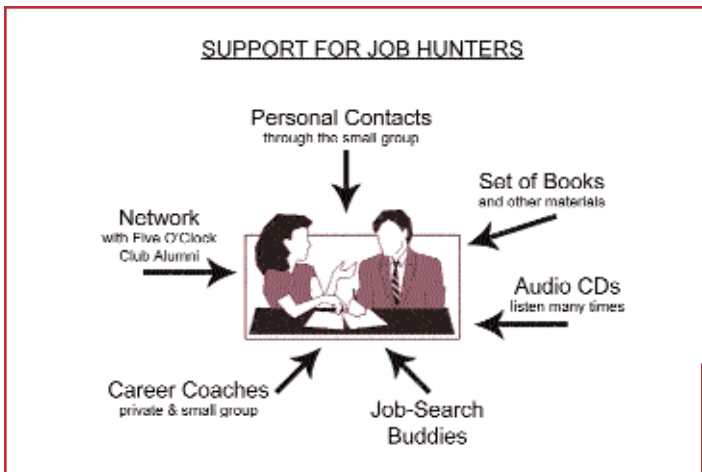 SUPPORT FOR JOB HUNTERS
Personal Contacts
through the small group
Set of Books
and other materials
Network
with Five O'Clock
Club Alumni
Audio CDs
listen many times
Career Coaches
private & small group
Job-Search
Buddies